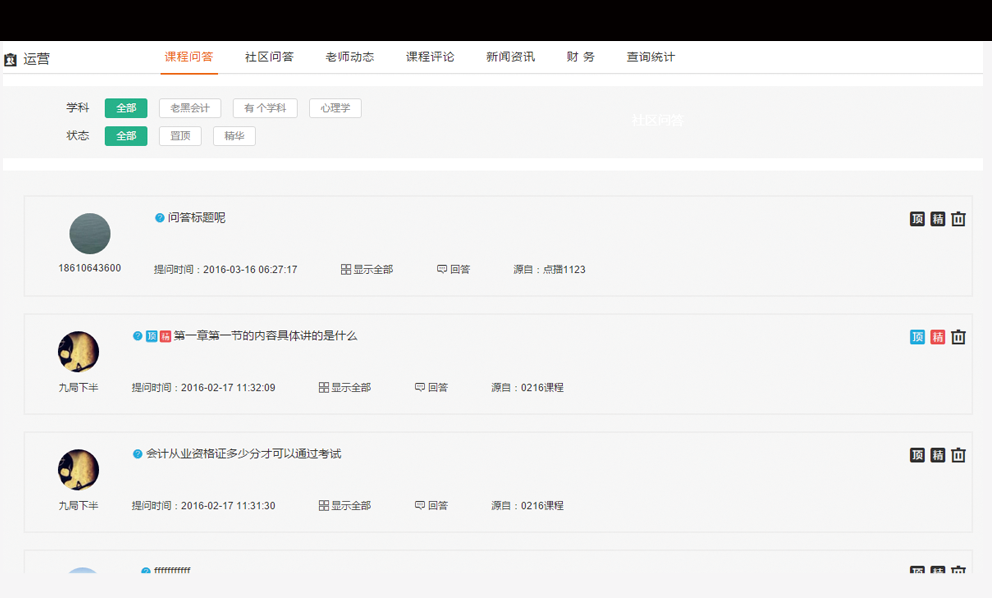 运营 课程问答 社区问答 老师动态 课程评论 新闻资讯 财 务 查询统计
学科 全部 老黑会计 有 个学科 心理学
社区问答
状态 全部 置顶 精华
? 问答标题呢 顶 精
18610643600 提问时间：2016-03-16 06:27:17 显示全部 回答 源自：点播1123
? 顶 精 第一章第一节的内容具体讲的是什么 顶 精
九局下半 提问时间：2016-02-17 11:32:09 显示全部 回答 源自：0216课程
? 会计从业资格证多少分才可以通过考试 顶 精
九局下半 提问时间：2016-02-17 11:31:30 显示全部 回答 源自：0216课程
? fffffffffff 顶 精